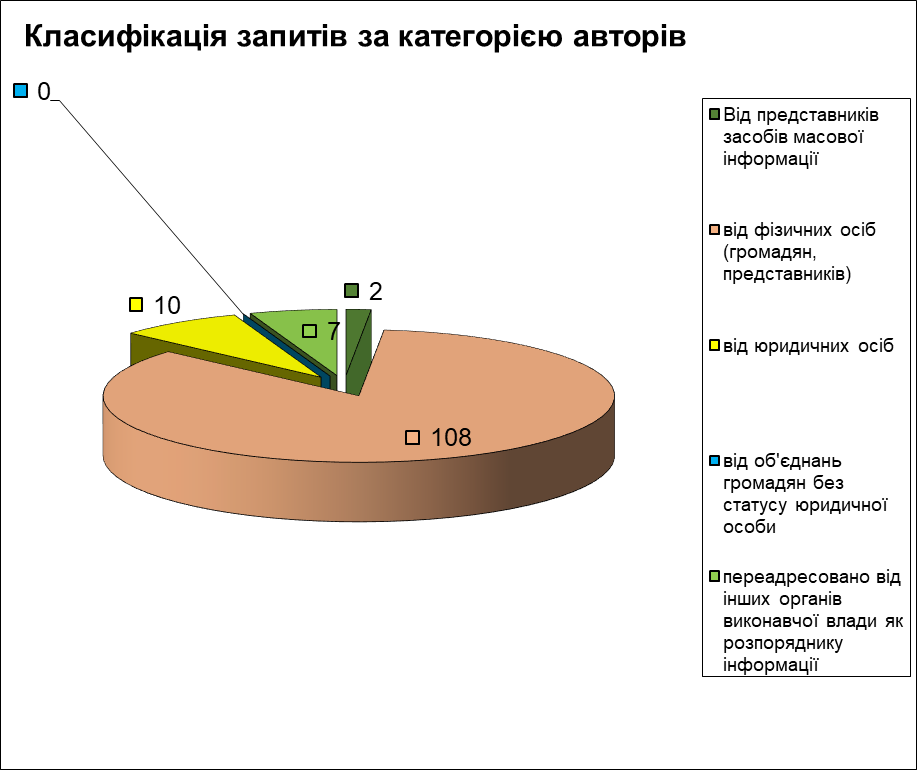 Класифікація запитів за категорією авторів
0
10
7
2
108
Від представників
засобів масової
інформації
від фізичних осіб
(громадян,
представників)
від юридичних осіб
від об'єднань
громадян без
статусу юридичної
особи
переадресовано від
інших органів
виконавчої влади як
розпоряднику
інформації